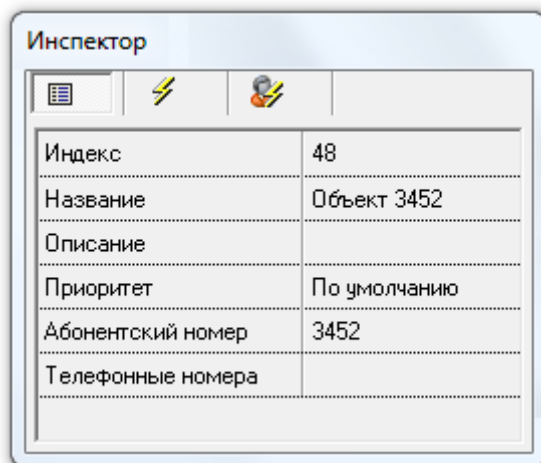 Инспектор
Индекс 48
Название Объект 3452
Описание
Приоритет По умолчанию
Абонентский номер 3452
Телефонные номера